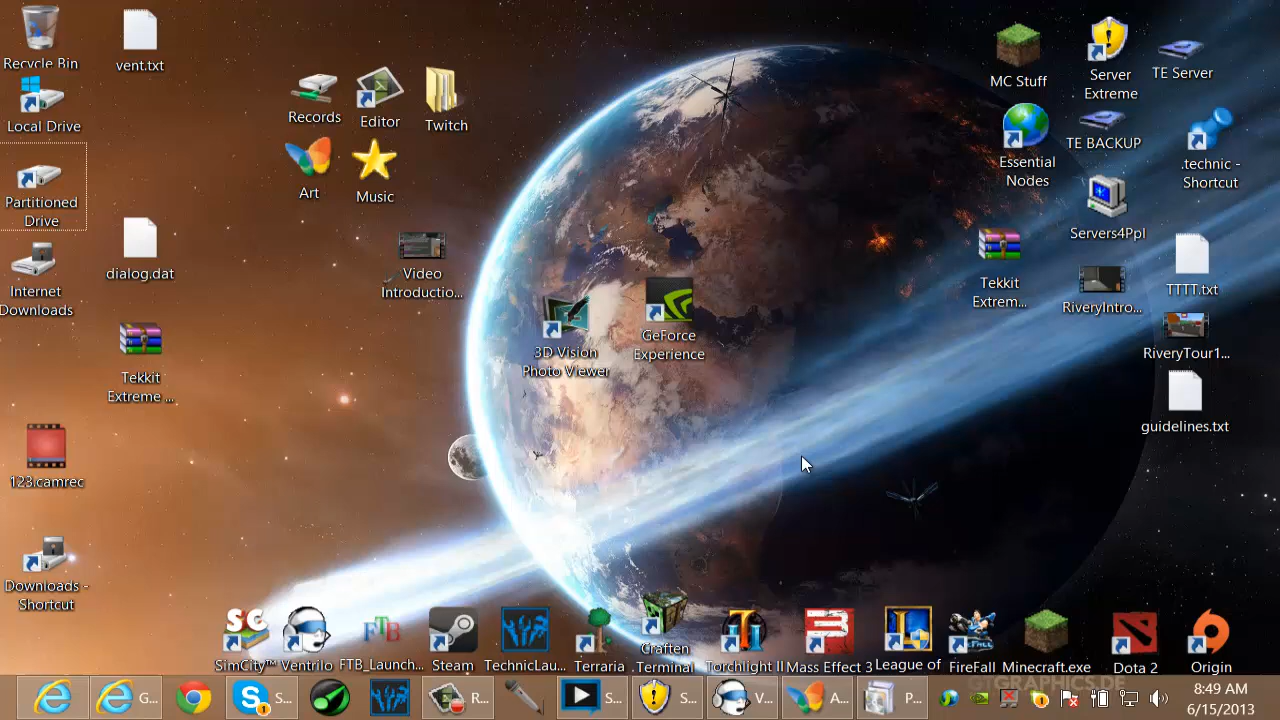 Recycle Bin
vent.txt
Local Drive
Partitioned
Drive
Internet
Downloads
dialog.dat
Tekkit
Extreme ...
123.camrec
Downloads -
Shortcut
Records
Editor
Twitch
Art
Music
Video
Introductio...
3D Vision
Photo Viewer
GeForce
Experience
MC Stuff
Server
Extreme
TE Server
Essential
Nodes
TE BACKUP
.technic -
Shortcut
Servers4Ppl
Tekkit
Extrem...
RiveryIntro...
TTTT.txt
RiveryTour1...
guidelines.txt
SimCity™
Ventrilo
FTB_Launch...
Steam
TechnicLau...
Terraria
Craften
Terminal
Torchlight II
Mass Effect 3
League of
FireFall
Minecraft.exe
Dota 2
Origin
GTGRAPHICS.DE
G...
S...
R...
S...
S...
V...
A...
P...
8:49 AM
6/15/2013